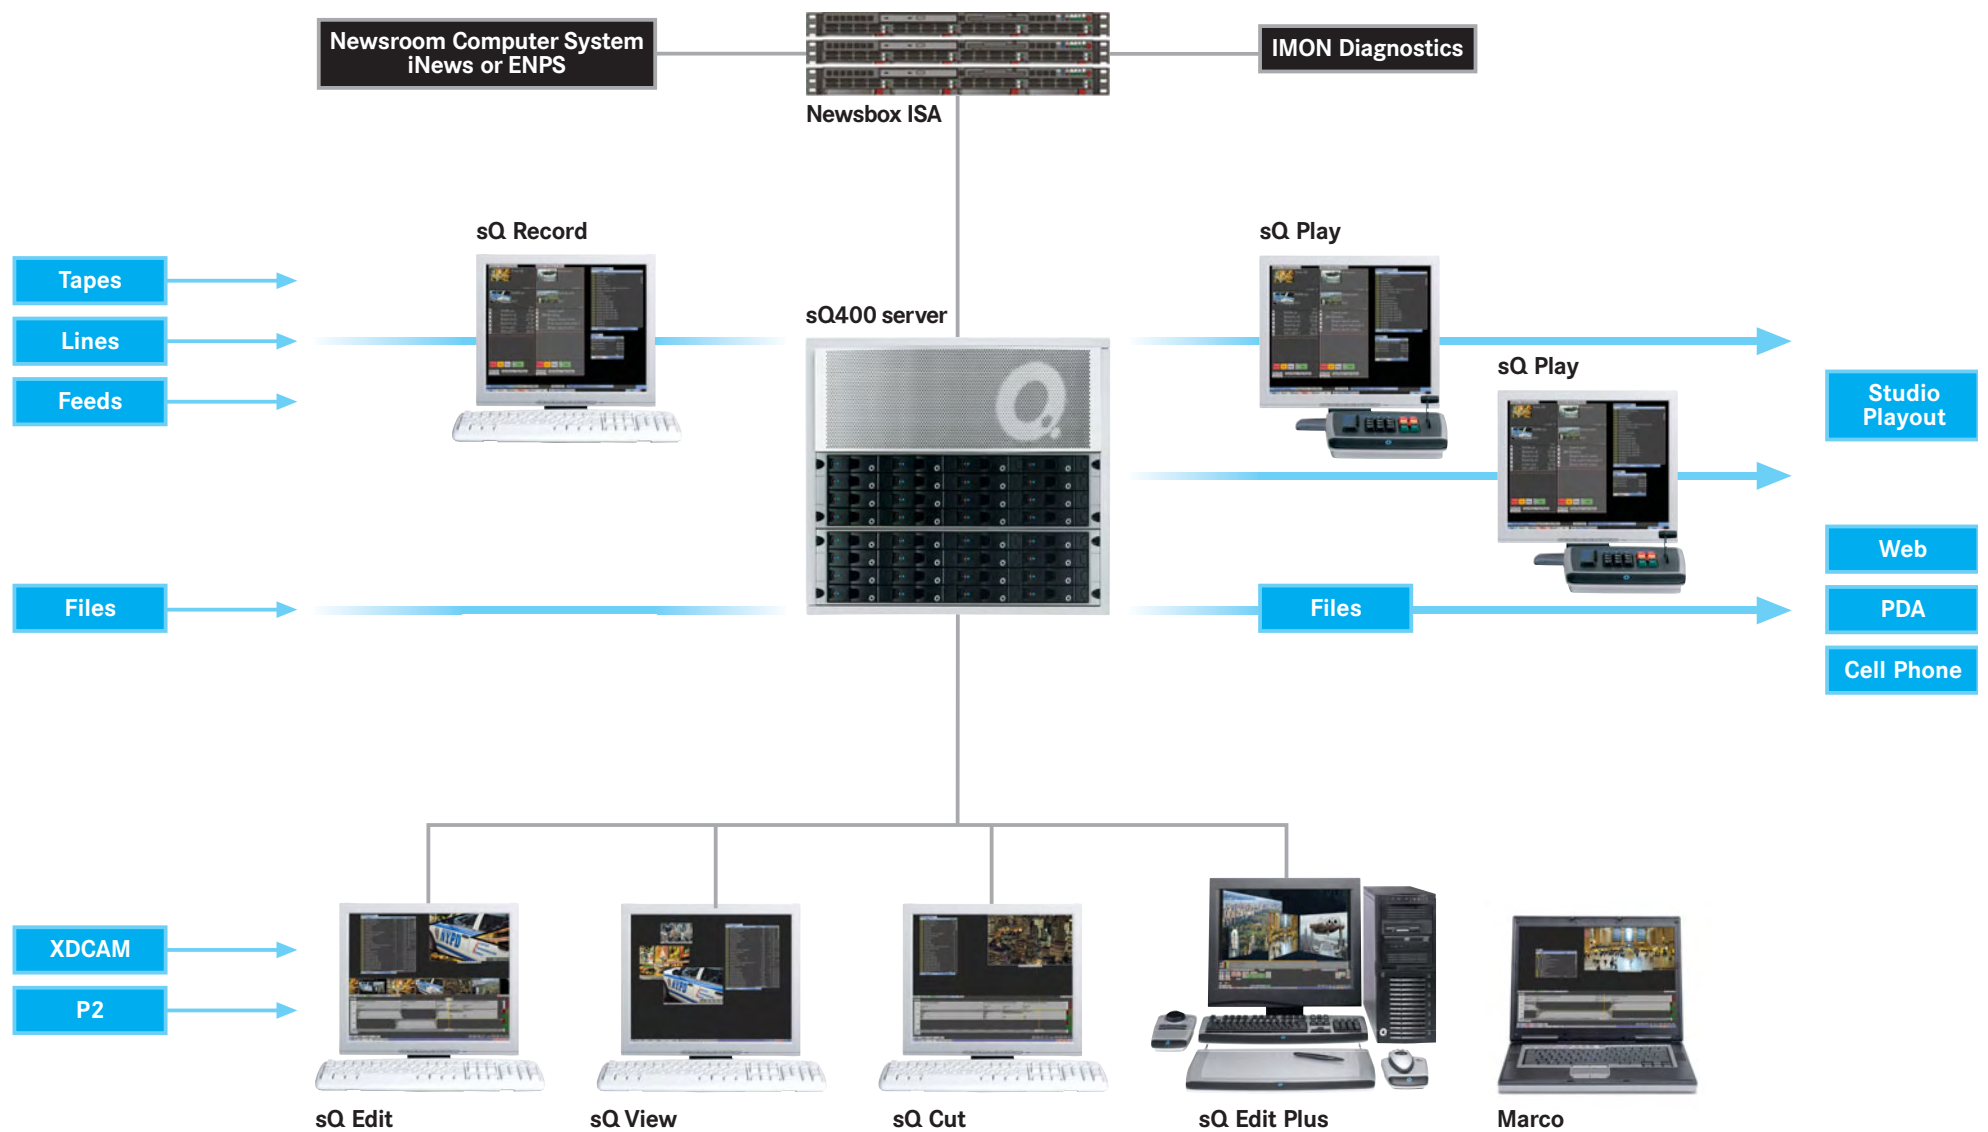 Newsroom Computer System
iNews or ENPS
IMON Diagnostics
Newsbox ISA
sQ Record
sQ Play
Tapes
sQ400 server
Lines
sQ Play
Feeds
Studio
Playout
Web
Files
Files
PDA
Cell Phone
XDCAM
P2
NYPD
NYPD
sQ Edit
sQ View
sQ Cut
sQ Edit Plus
Marco